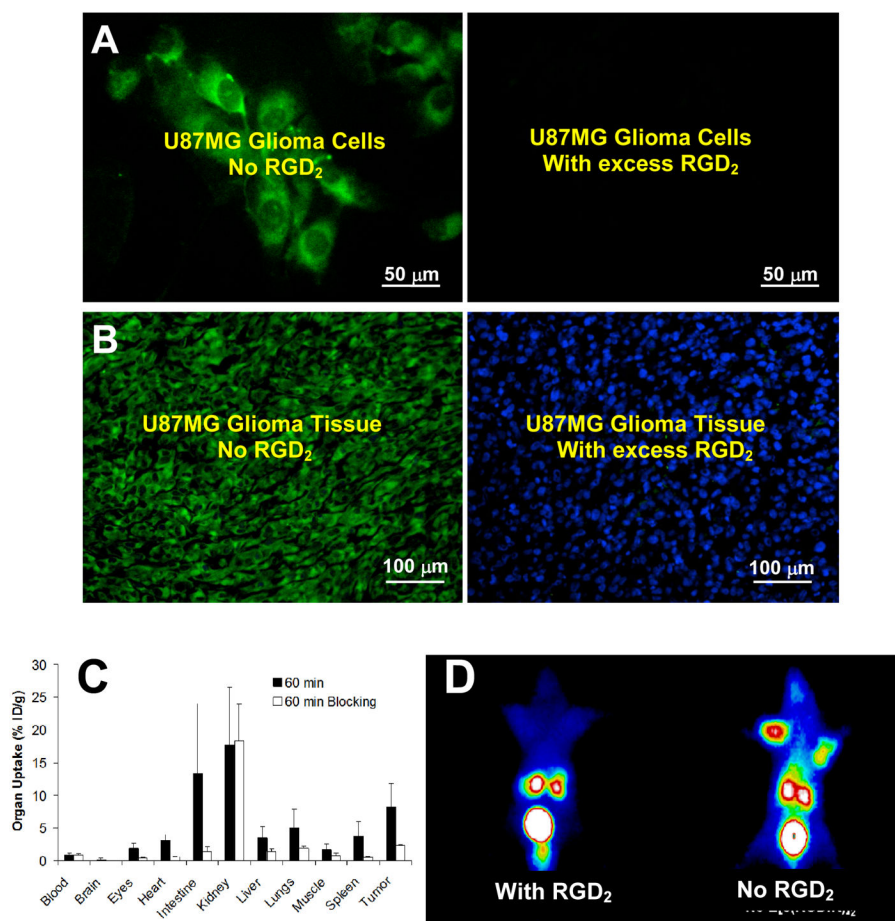 A
U87MG Glioma Cells
No RGD₂
50 μm
U87MG Glioma Cells
With excess RGD₂
50 μm
B
U87MG Glioma Tissue
No RGD₂
100 μm
U87MG Glioma Tissue
With excess RGD₂
100 μm
C
Organ Uptake (% ID/g)
30
25
20
15
10
5
0
60 min
60 min Blocking
Blood
Brain
Eyes
Heart
Intestine
Kidney
Liver
Lungs
Muscle
Spleen
Tumor
D
With RGD₂
No RGD₂